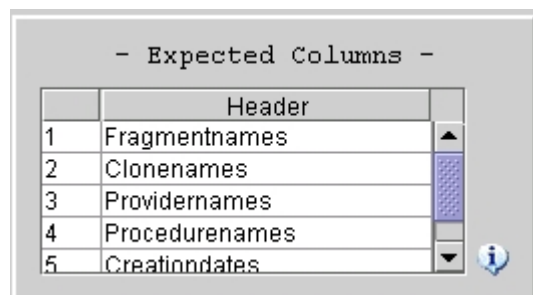 - Expected Columns -
Header
1 Fragmentnames
2 Clonenames
3 Providernames
4 Procedurenames
5 Creationdates